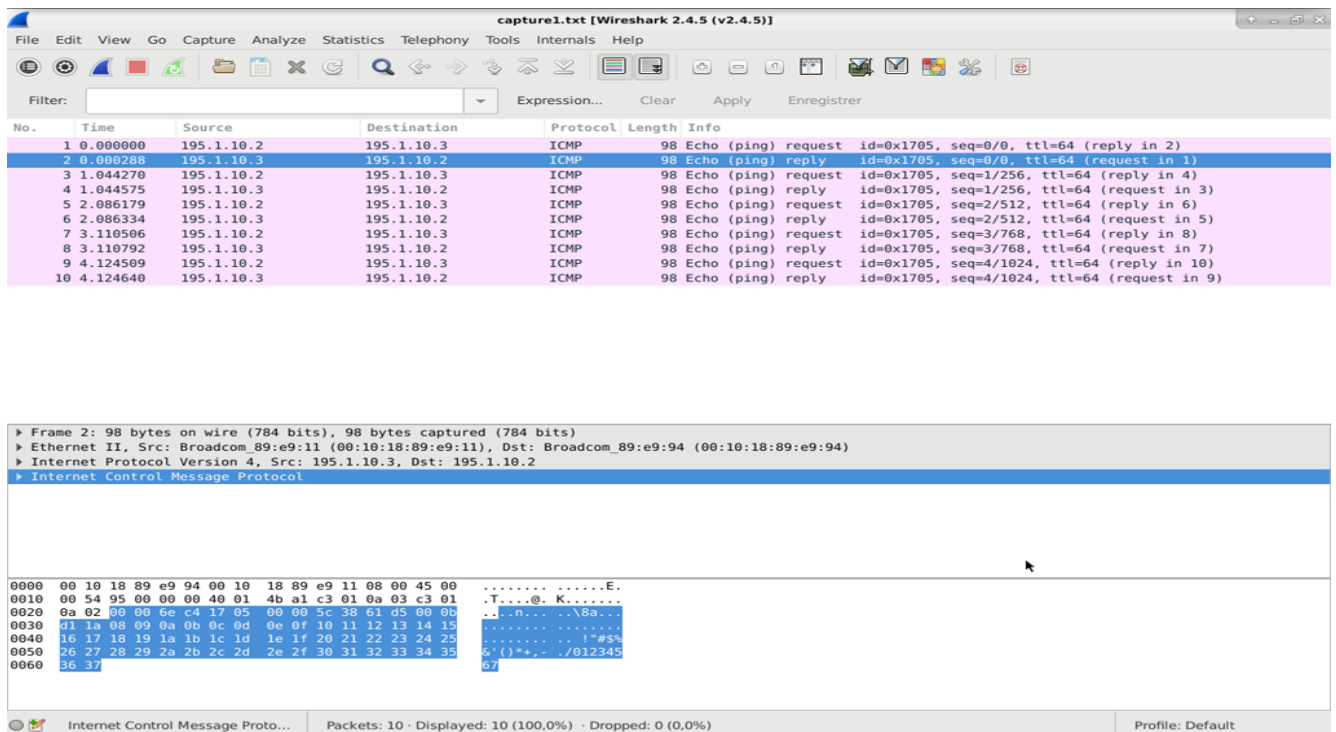 capture1.txt [Wireshark 2.4.5 (v2.4.5)]
File Edit View Go Capture Analyze Statistics Telephony Tools Internals Help
Filter: Expression... Clear Apply Enregistrer
No. Time Source Destination Protocol Length Info
1 0.000000 195.1.10.2 195.1.10.3 ICMP 98 Echo (ping) request id=0x1705, seq=0/0, ttl=64 (reply in 2)
2 0.000288 195.1.10.3 195.1.10.2 ICMP 98 Echo (ping) reply id=0x1705, seq=0/0, ttl=64 (request in 1)
3 1.044270 195.1.10.2 195.1.10.3 ICMP 98 Echo (ping) request id=0x1705, seq=1/256, ttl=64 (reply in 4)
4 1.044575 195.1.10.3 195.1.10.2 ICMP 98 Echo (ping) reply id=0x1705, seq=1/256, ttl=64 (request in 3)
5 2.086179 195.1.10.2 195.1.10.3 ICMP 98 Echo (ping) request id=0x1705, seq=2/512, ttl=64 (reply in 6)
6 2.086334 195.1.10.3 195.1.10.2 ICMP 98 Echo (ping) reply id=0x1705, seq=2/512, ttl=64 (request in 5)
7 3.110506 195.1.10.2 195.1.10.3 ICMP 98 Echo (ping) request id=0x1705, seq=3/768, ttl=64 (reply in 8)
8 3.110792 195.1.10.3 195.1.10.2 ICMP 98 Echo (ping) reply id=0x1705, seq=3/768, ttl=64 (request in 7)
9 4.124509 195.1.10.2 195.1.10.3 ICMP 98 Echo (ping) request id=0x1705, seq=4/1024, ttl=64 (reply in 10)
10 4.124640 195.1.10.3 195.1.10.2 ICMP 98 Echo (ping) reply id=0x1705, seq=4/1024, ttl=64 (request in 9)
Frame 2: 98 bytes on wire (784 bits), 98 bytes captured (784 bits)
Ethernet II, Src: Broadcom_89:e9:11 (00:10:18:89:e9:11), Dst: Broadcom_89:e9:94 (00:10:18:89:e9:94)
Internet Protocol Version 4, Src: 195.1.10.3, Dst: 195.1.10.2
Internet Control Message Protocol
0000 00 10 18 89 e9 94 00 10 18 89 e9 11 08 00 45 00 ........ ......E.
0010 00 54 95 00 00 00 40 01 4b a1 c3 01 0a 03 c3 01 .T....@. K.......
0020 0a 02 00 00 6e c4 17 05 00 00 5c 38 61 d5 00 0b ....n... ..\8a...
0030 d1 1a 08 09 0a 0b 0c 0d 0e 0f 10 11 12 13 14 15 ........ ........
0040 16 17 18 19 1a 1b 1c 1d 1e 1f 20 21 22 23 24 25 ........ .. !"#$%
0050 26 27 28 29 2a 2b 2c 2d 2e 2f 30 31 32 33 34 35 &'()*+,- ./012345
0060 36 37 67
Internet Control Message Proto... Packets: 10 · Displayed: 10 (100,0%) · Dropped: 0 (0,0%) Profile: Default